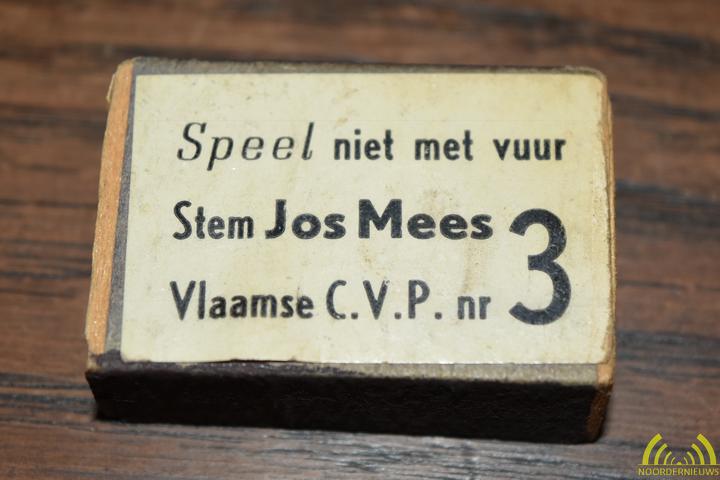 Speel niet met vuur
Stem Jos Mees
Vlaamse C.V.P. nr 3
NOORDERNIEUWS